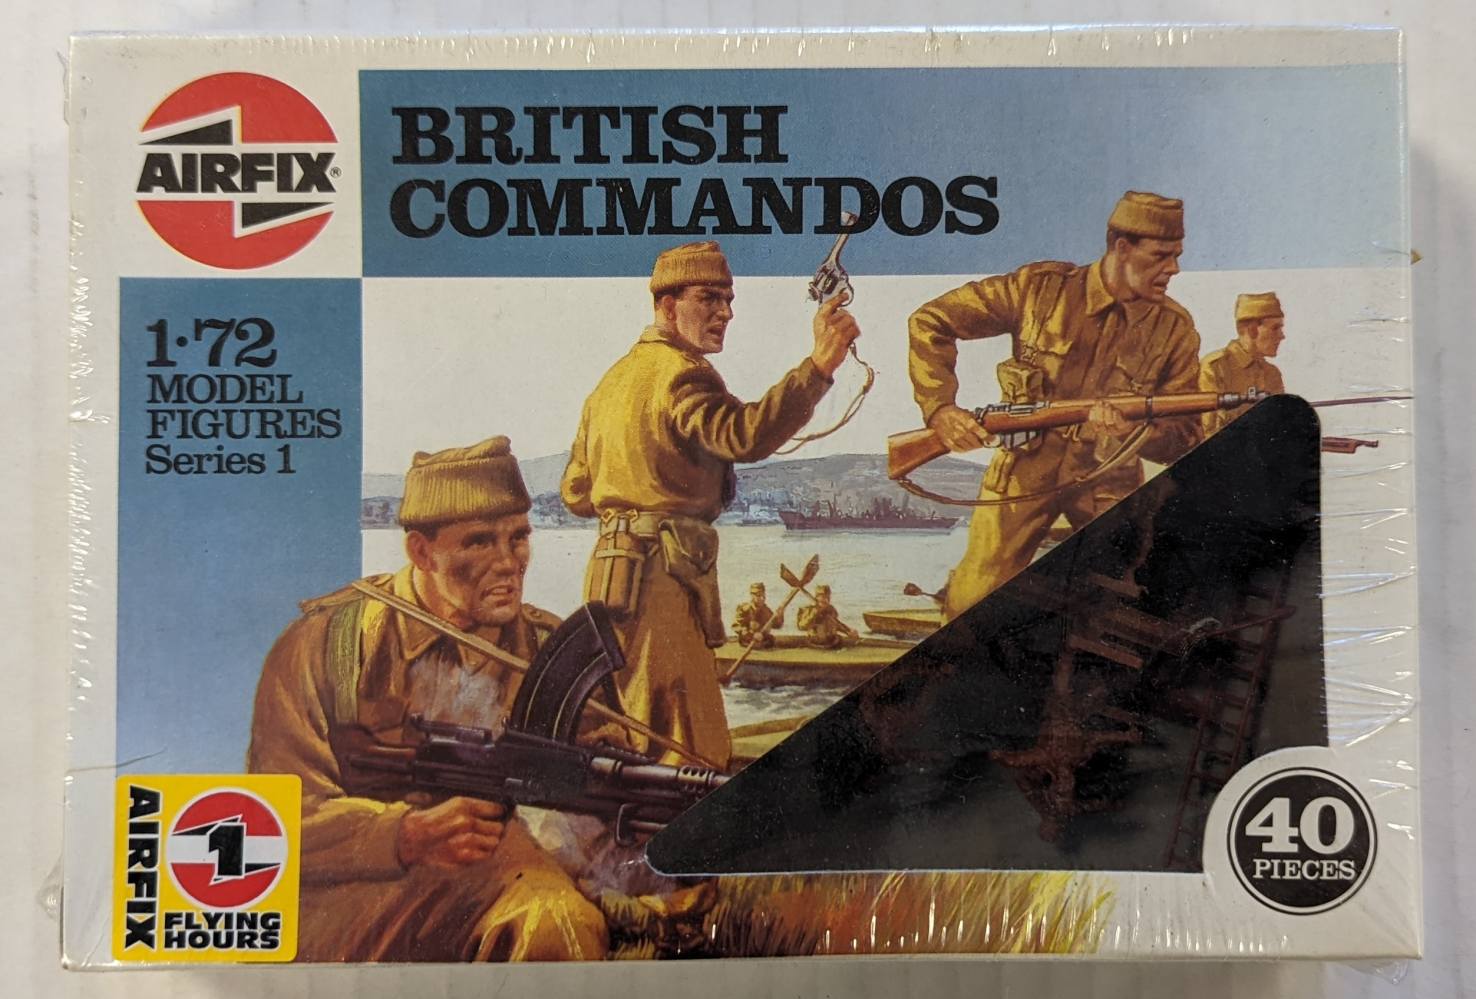 AIRFIX®
BRITISH
COMMANDOS
1·72
MODEL
FIGURES
Series 1
AIRFIX
1
FLYING
HOURS
40
PIECES